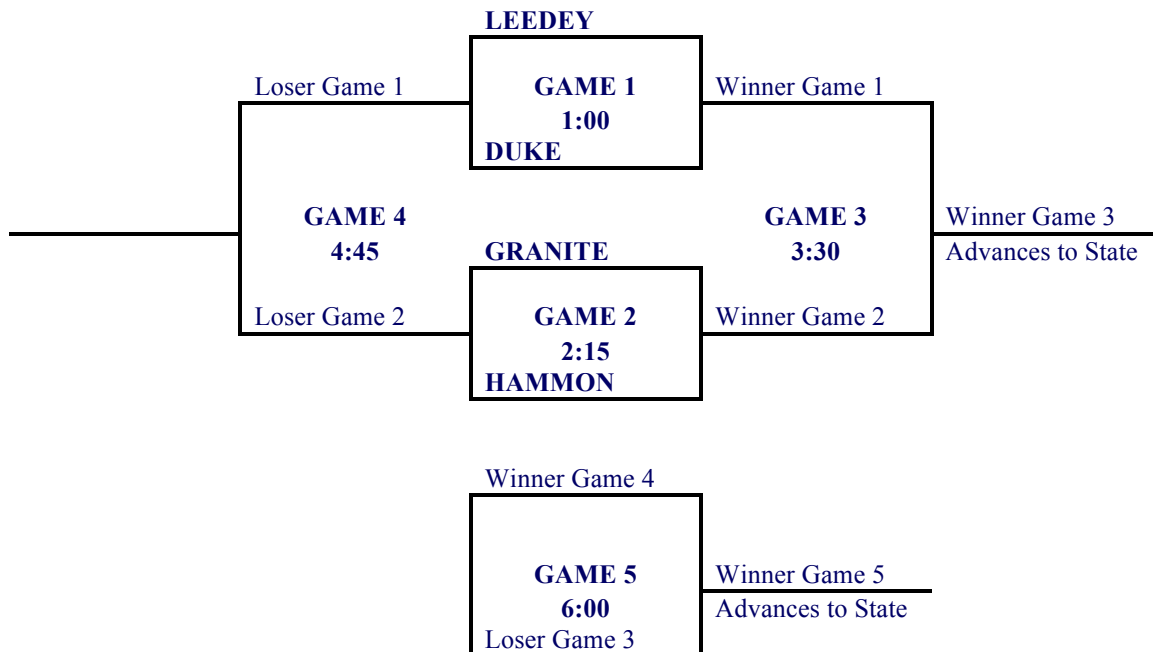 LEEDEY
Loser Game 1
GAME 1
Winner Game 1
1:00
DUKE
GAME 4
GAME 3
Winner Game 3
4:45
GRANITE
3:30
Advances to State
Loser Game 2
GAME 2
Winner Game 2
2:15
HAMMON
Winner Game 4
GAME 5
Winner Game 5
6:00
Advances to State
Loser Game 3